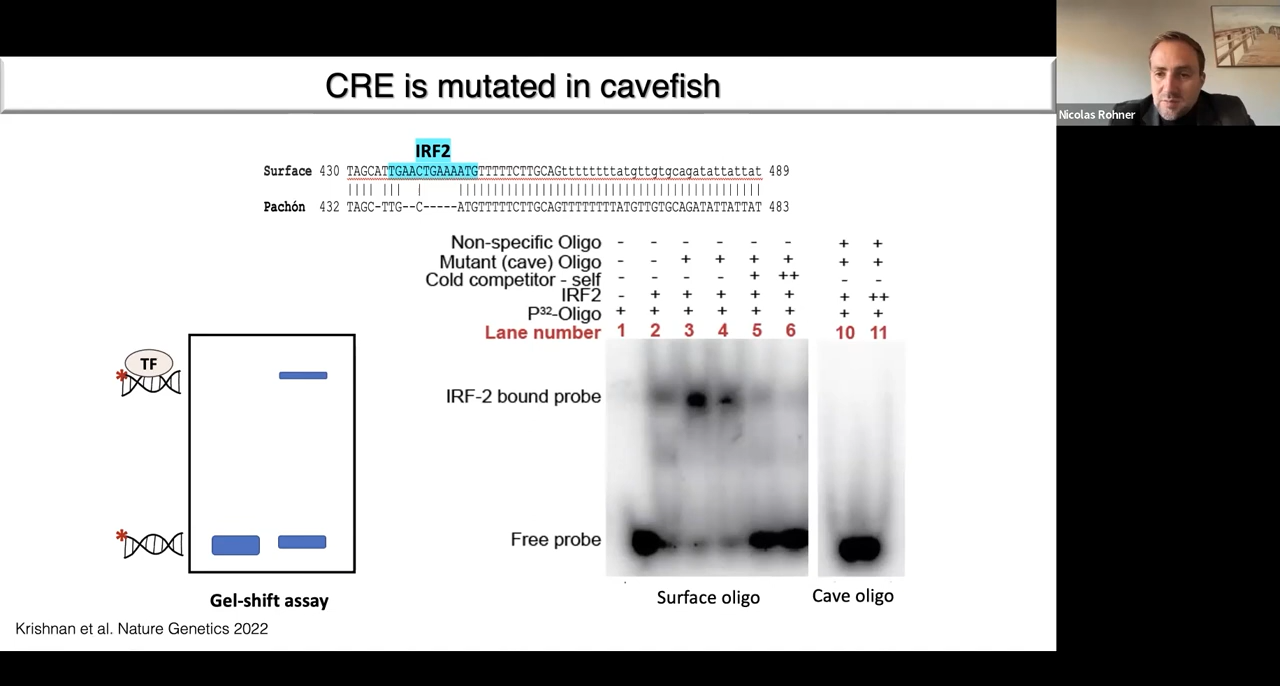 CRE is mutated in cavefish
Nicolas Rohner
IRF2
Surface 430 TAGCATTGAACTGAAAATGTTTTTCTTGCAGttttttttatgttgtgcagatattattat 489
Pachón 432 TAGC-TTG--C-----ATGTTTTTCTTGCAGTTTTTTTTATGTTGTGCAGATATTATTAT 483
Non-specific Oligo - - - - - - + +
Mutant (cave) Oligo - - + + + + + +
Cold competitor - self - - - - + ++ - -
IRF2 - + + + + + + ++
P32-Oligo + + + + + + + +
Lane number 1 2 3 4 5 6 10 11
TF
IRF-2 bound probe
Free probe
Surface oligo
Cave oligo
*
*
Gel-shift assay
Krishnan et al. Nature Genetics 2022